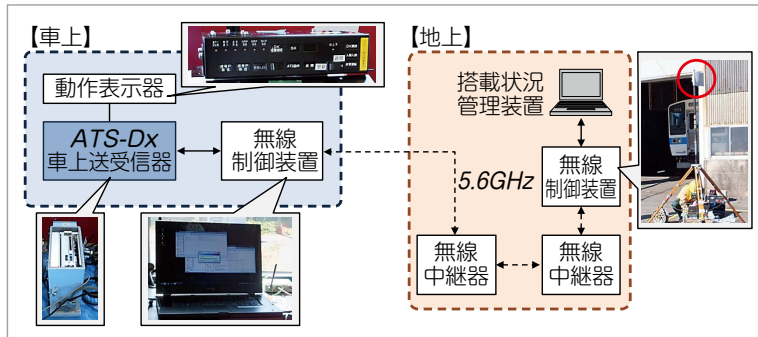 【車上】
動作表示器
ATS-Dx
車上送受信器
無線
制御装置
【地上】
搭載状況
管理装置
5.6GHz
無線
制御装置
無線
中継器
無線
中継器